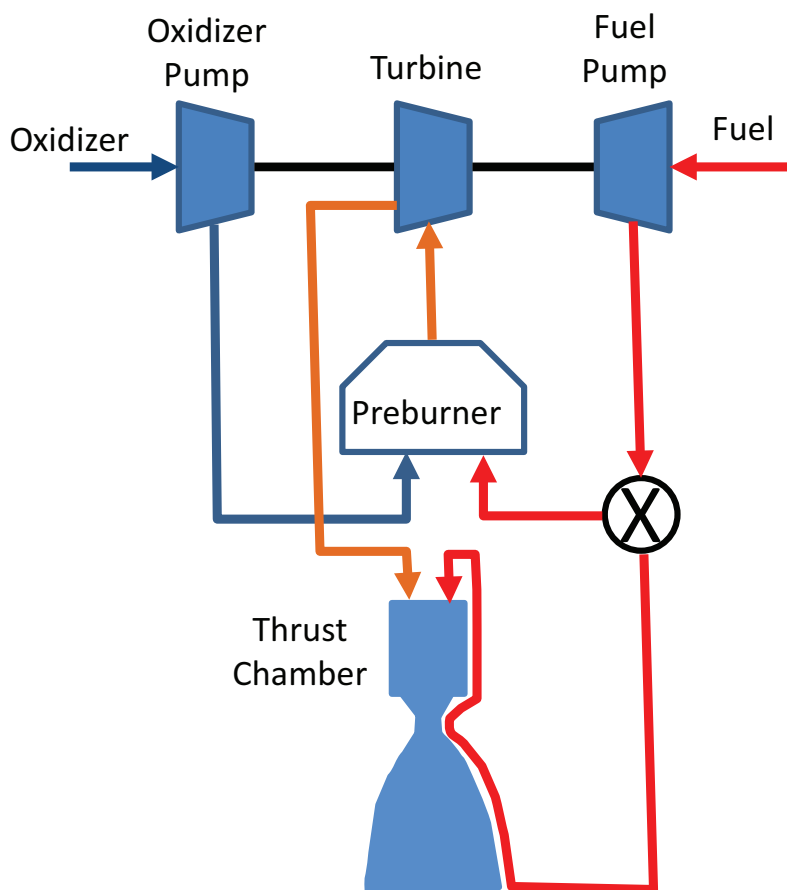 Oxidizer
Pump
Turbine
Fuel
Pump
Oxidizer
Fuel
Preburner
X
Thrust
Chamber